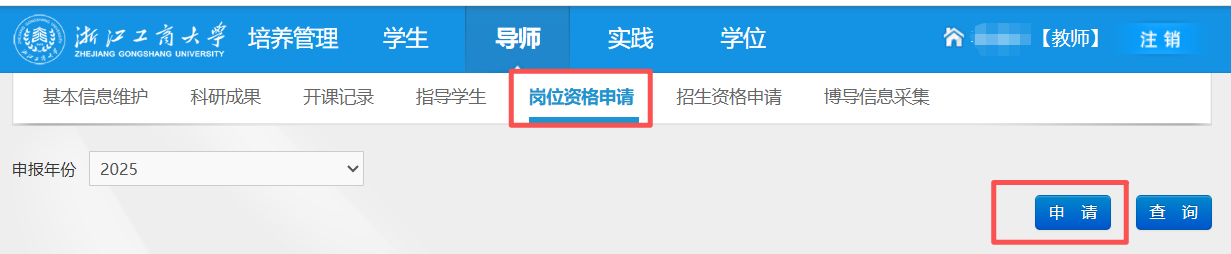 浙江工商大学 培养管理 学生 导师 实践 学位 【教师】 注 销
ZHEJIANG GONGSHANG UNIVERSITY
基本信息维护 科研成果 开课记录 指导学生 岗位资格申请 招生资格申请 博导信息采集
申报年份 2025
申 请 查 询